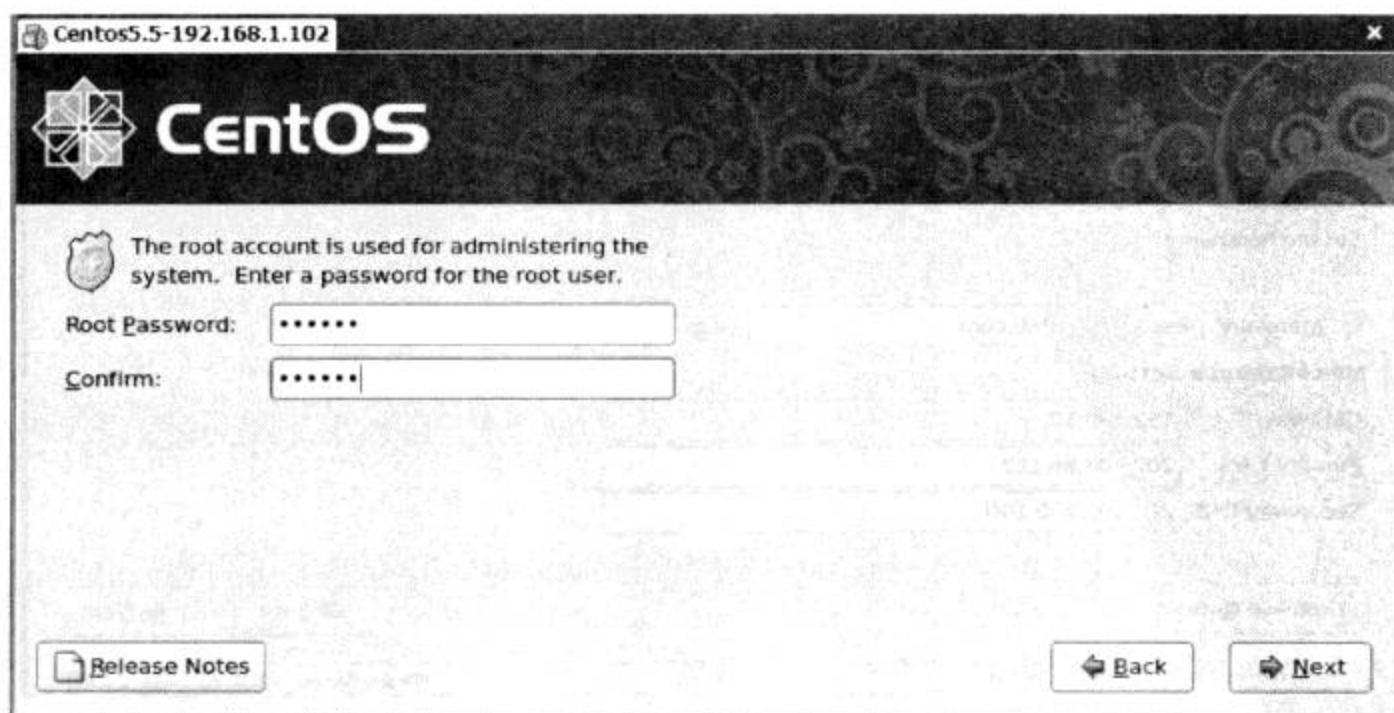 Centos5.5-192.168.1.102
CentOS
The root account is used for administering the
system. Enter a password for the root user.
Root Password: ••••••
Confirm: ••••••
Release Notes
Back
Next